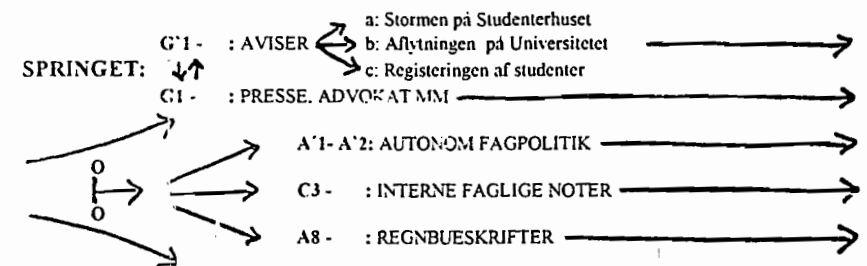 a: Stormen på Studenterhuset
G`1 - : AVISER b: Aflytningen på Universitetet
SPRINGET: c: Registeringen af studenter
G1 - : PRESSE. ADVOKAT MM
A`1- A`2: AUTONOM FAGPOLITIK
O
C3 - : INTERNE FAGLIGE NOTER
O
A8 - : REGNBUESKRIFTER